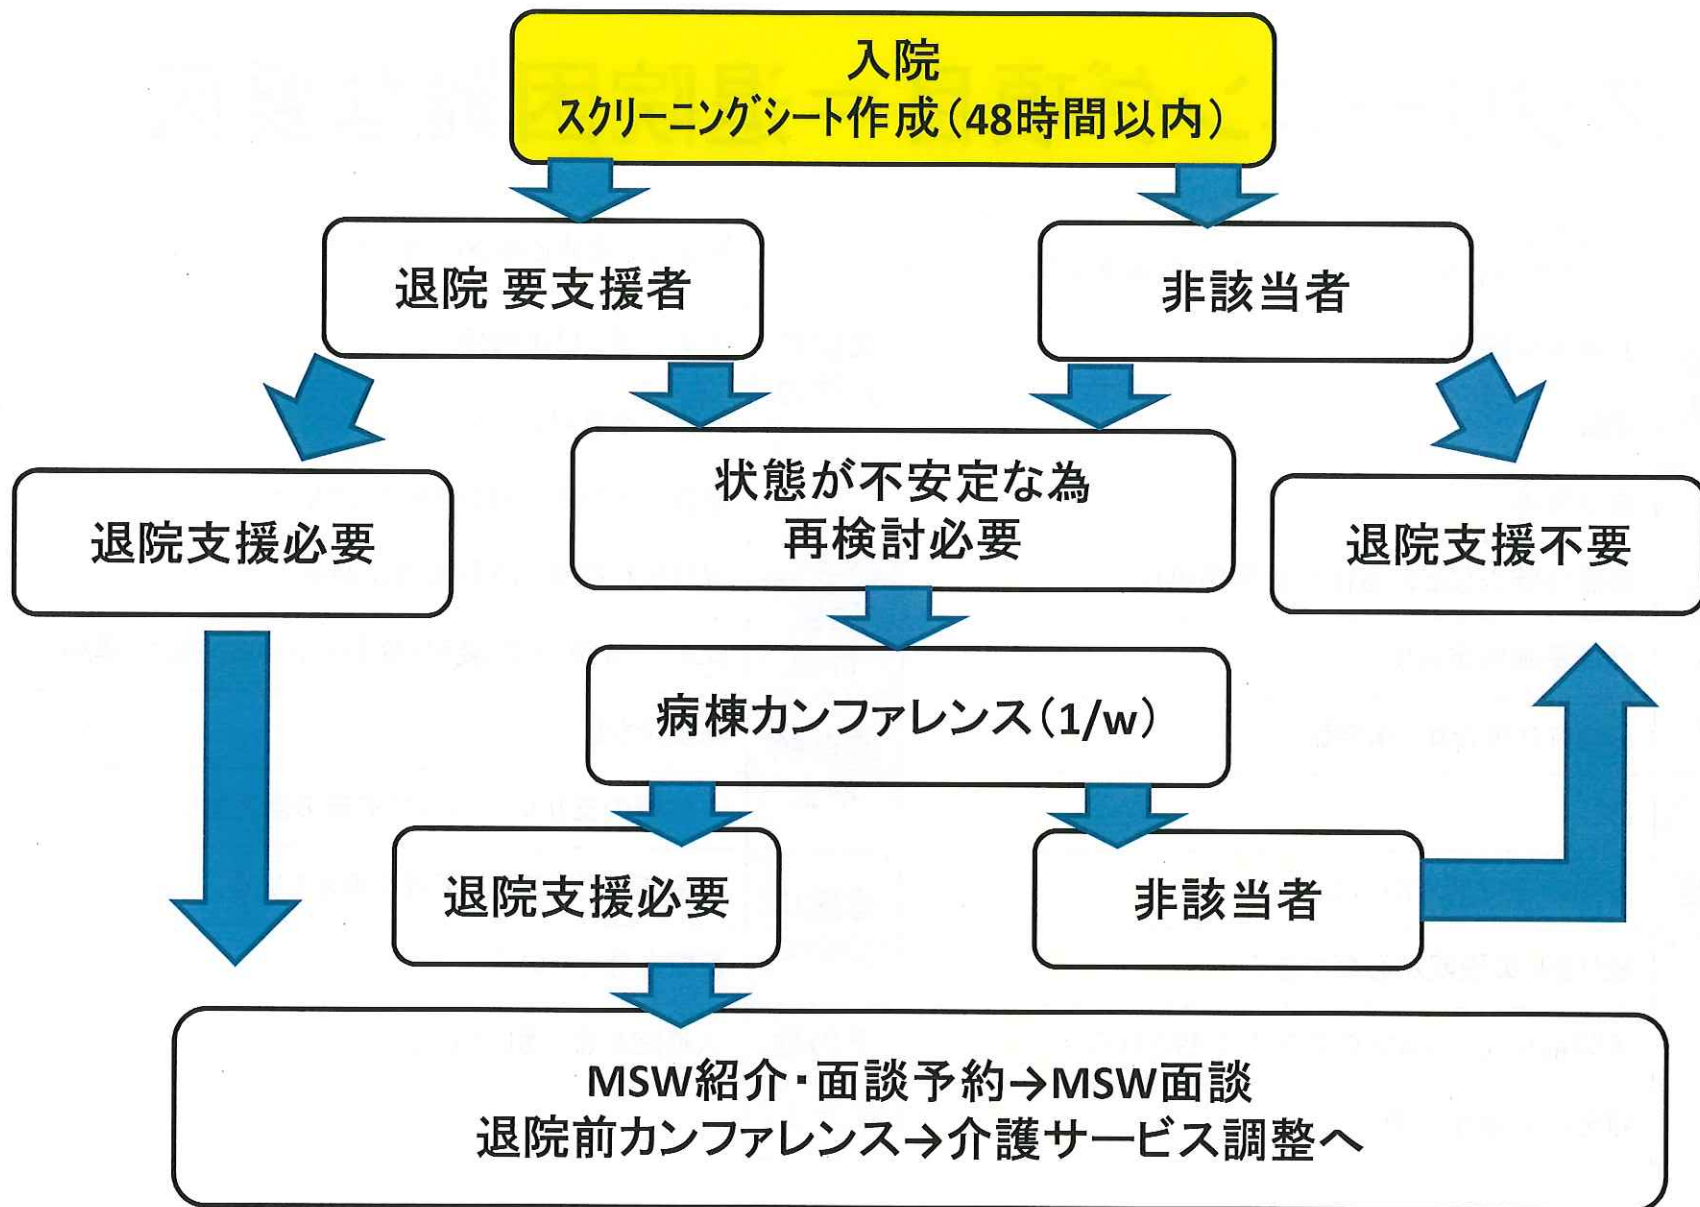 入院
スクリーニングシート作成（48時間以内）
退院 要支援者
非該当者
退院支援必要
状態が不安定な為
再検討必要
退院支援不要
病棟カンファレンス（1/w）
退院支援必要
非該当者
MSW紹介・面談予約→MSW面談
退院前カンファレンス→介護サービス調整へ